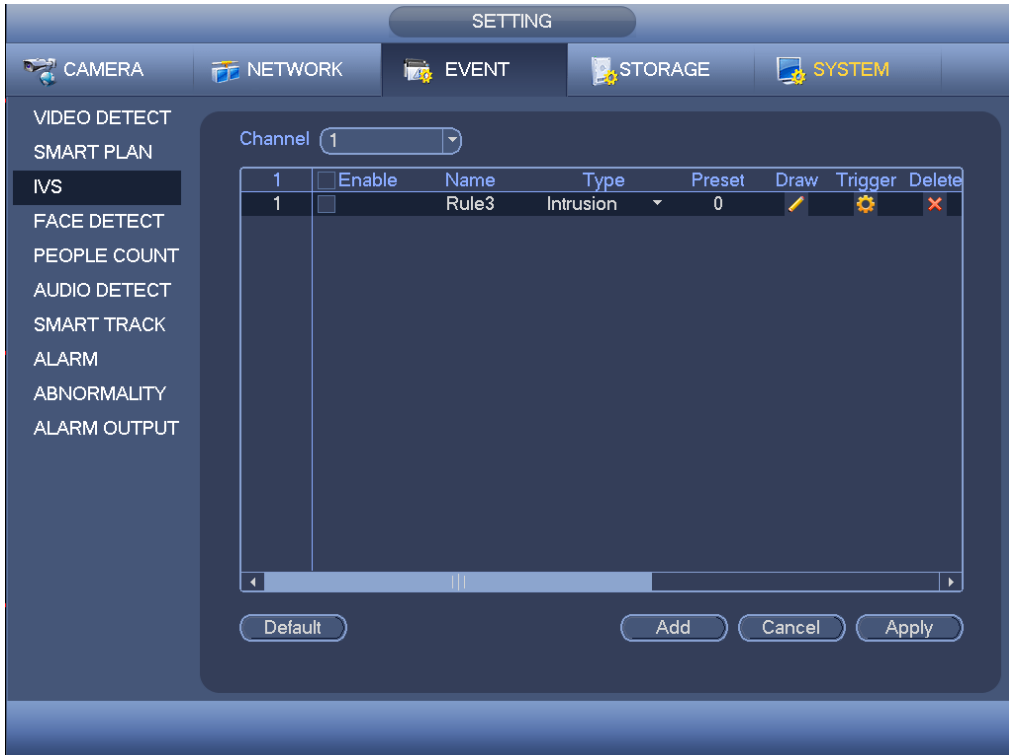 SETTING
CAMERA NETWORK EVENT STORAGE SYSTEM
VIDEO DETECT
SMART PLAN
IVS
FACE DETECT
PEOPLE COUNT
AUDIO DETECT
SMART TRACK
ALARM
ABNORMALITY
ALARM OUTPUT
Channel 1
1 Enable Name Type Preset Draw Trigger Delete
1 Rule3 Intrusion 0
Default Add Cancel Apply